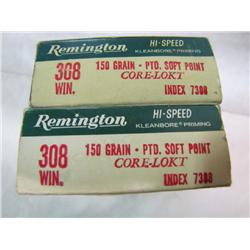 Remington HI-SPEED
KLEANBORE® PRIMING
308 150 GRAIN - PTD. SOFT POINT
WIN. CORE-LOKT
INDEX 7308
Remington HI-SPEED
KLEANBORE® PRIMING
308 150 GRAIN - PTD. SOFT POINT
WIN. CORE-LOKT
INDEX 7308